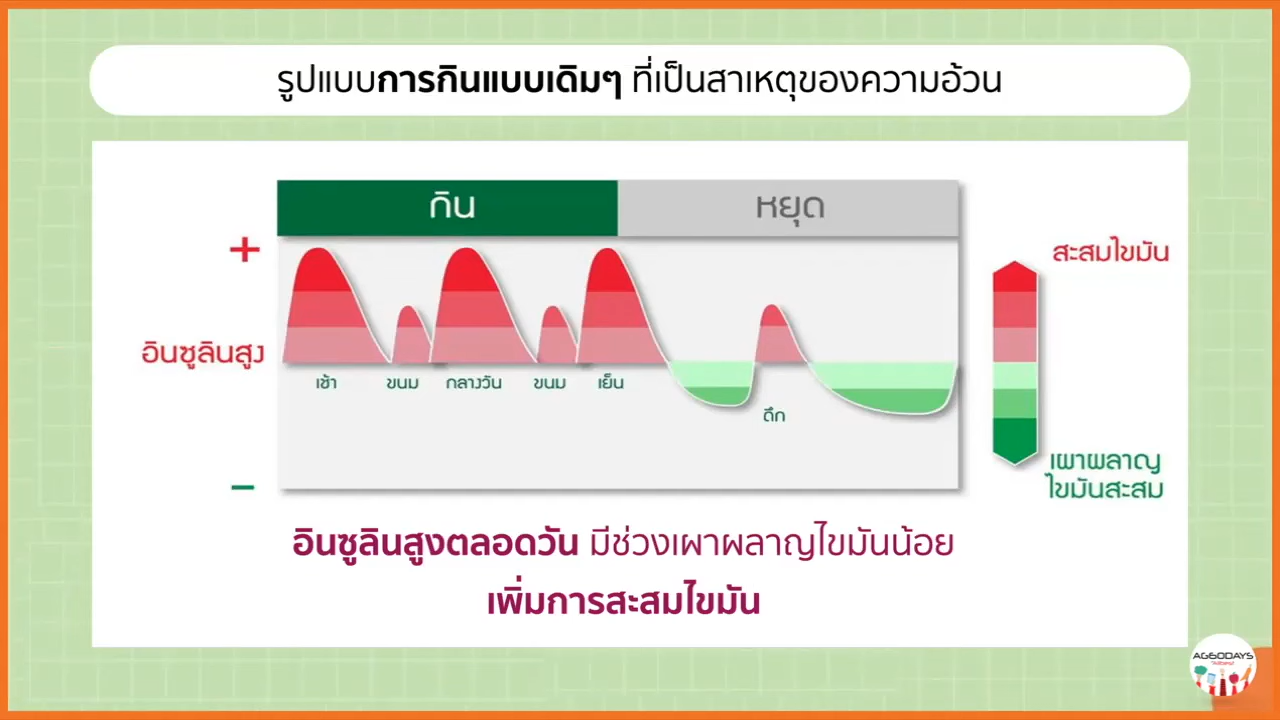 รูปแบบการกินแบบเดิมๆ ที่เป็นสาเหตุของความอ้วน
กิน
หยุด
+
สะสมไขมัน
อินซูลินสูง
เช้า
ขนม
กลางวัน
ขนม
เย็น
ดึก
เผาผลาญ
ไขมันสะสม
-
อินซูลินสูงตลอดวัน มีช่วงเผาผลาญไขมันน้อย
เพิ่มการสะสมไขมัน
AG60DAYS